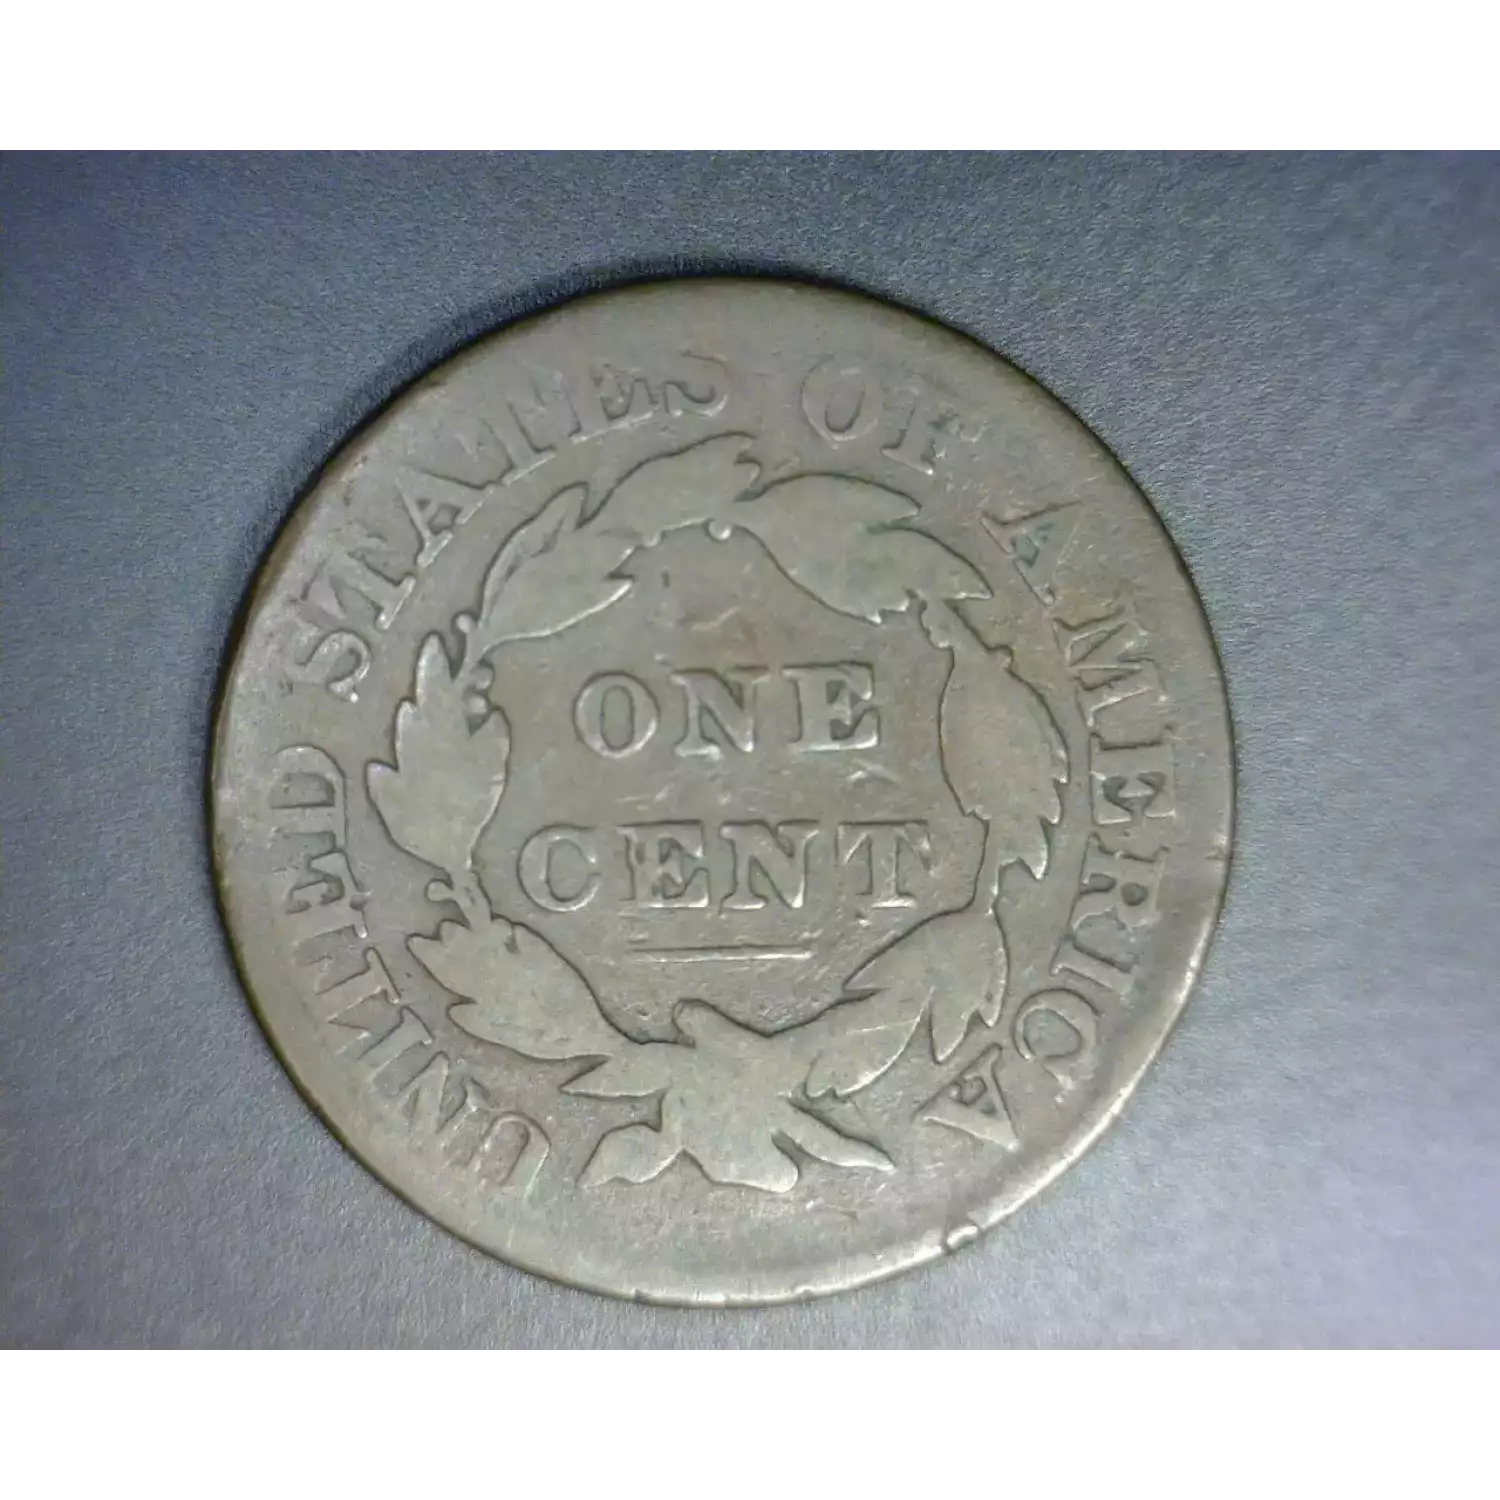 UNITED STATES OF AMERICA
ONE
CENT